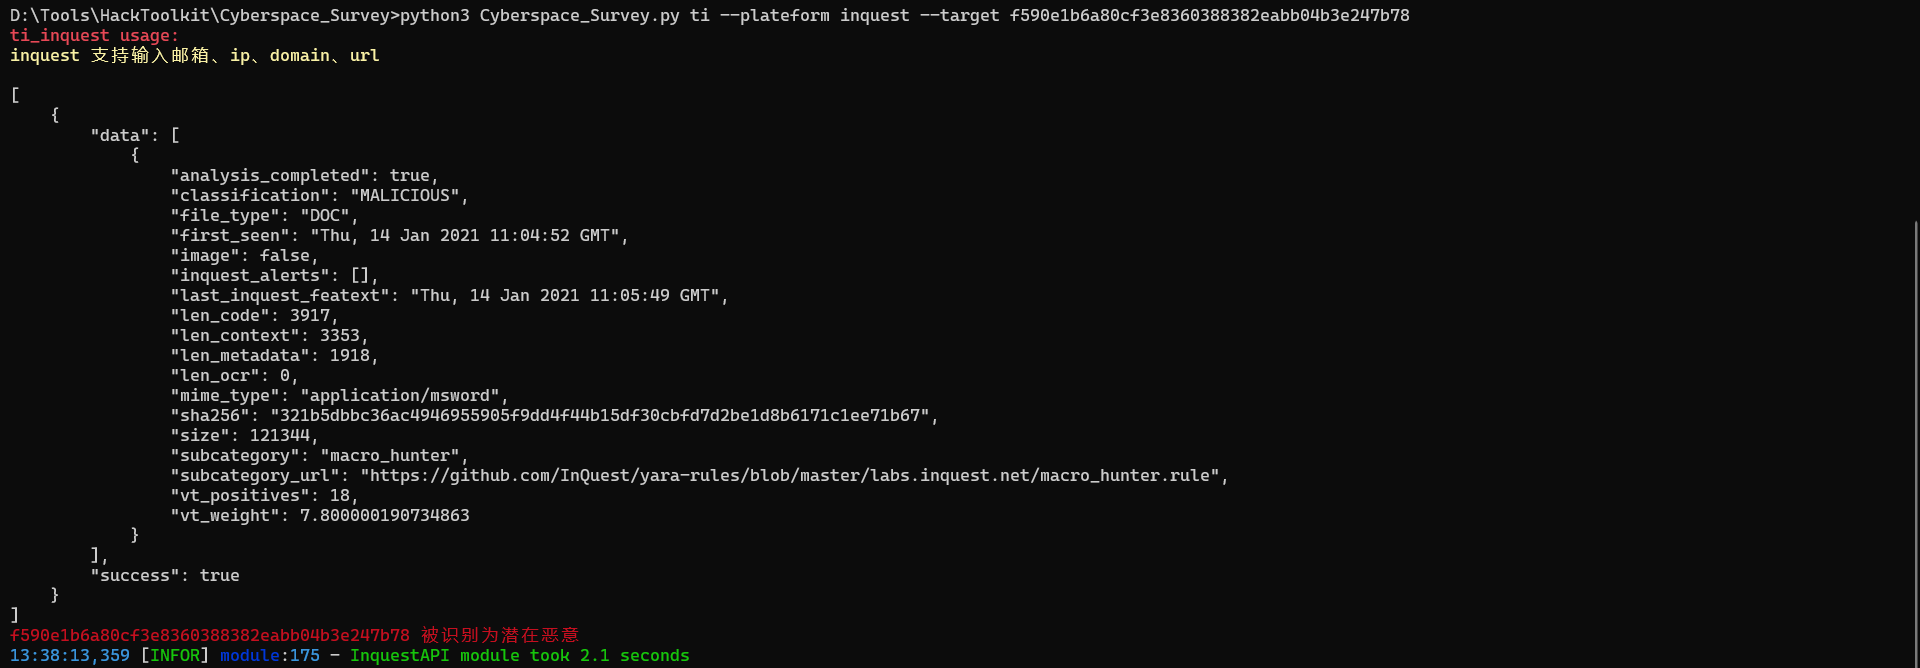 D:\Tools\HackToolkit\Cyberspace_Survey>python3 Cyberspace_Survey.py ti --plateform inquest --target f590e1b6a80cf3e8360388382eabb04b3e247b78
ti_inquest usage:
inquest 支持输入邮箱、ip、domain、url
[
    {
        "data": [
            {
                "analysis_completed": true,
                "classification": "MALICIOUS",
                "file_type": "DOC",
                "first_seen": "Thu, 14 Jan 2021 11:04:52 GMT",
                "image": false,
                "inquest_alerts": [],
                "last_inquest_featext": "Thu, 14 Jan 2021 11:05:49 GMT",
                "len_code": 3917,
                "len_context": 3353,
                "len_metadata": 1918,
                "len_ocr": 0,
                "mime_type": "application/msword",
                "sha256": "321b5dbbc36ac4946955905f9dd4f44b15df30cbfd7d2be1d8b6171c1ee71b67",
                "size": 121344,
                "subcategory": "macro_hunter",
                "subcategory_url": "https://github.com/InQuest/yara-rules/blob/master/labs.inquest.net/macro_hunter.rule",
                "vt_positives": 18,
                "vt_weight": 7.800000190734863
            }
        ],
        "success": true
    }
]
f590e1b6a80cf3e8360388382eabb04b3e247b78 被识别为潜在恶意
13:38:13,359 [INFOR] module:175 - InquestAPI module took 2.1 seconds